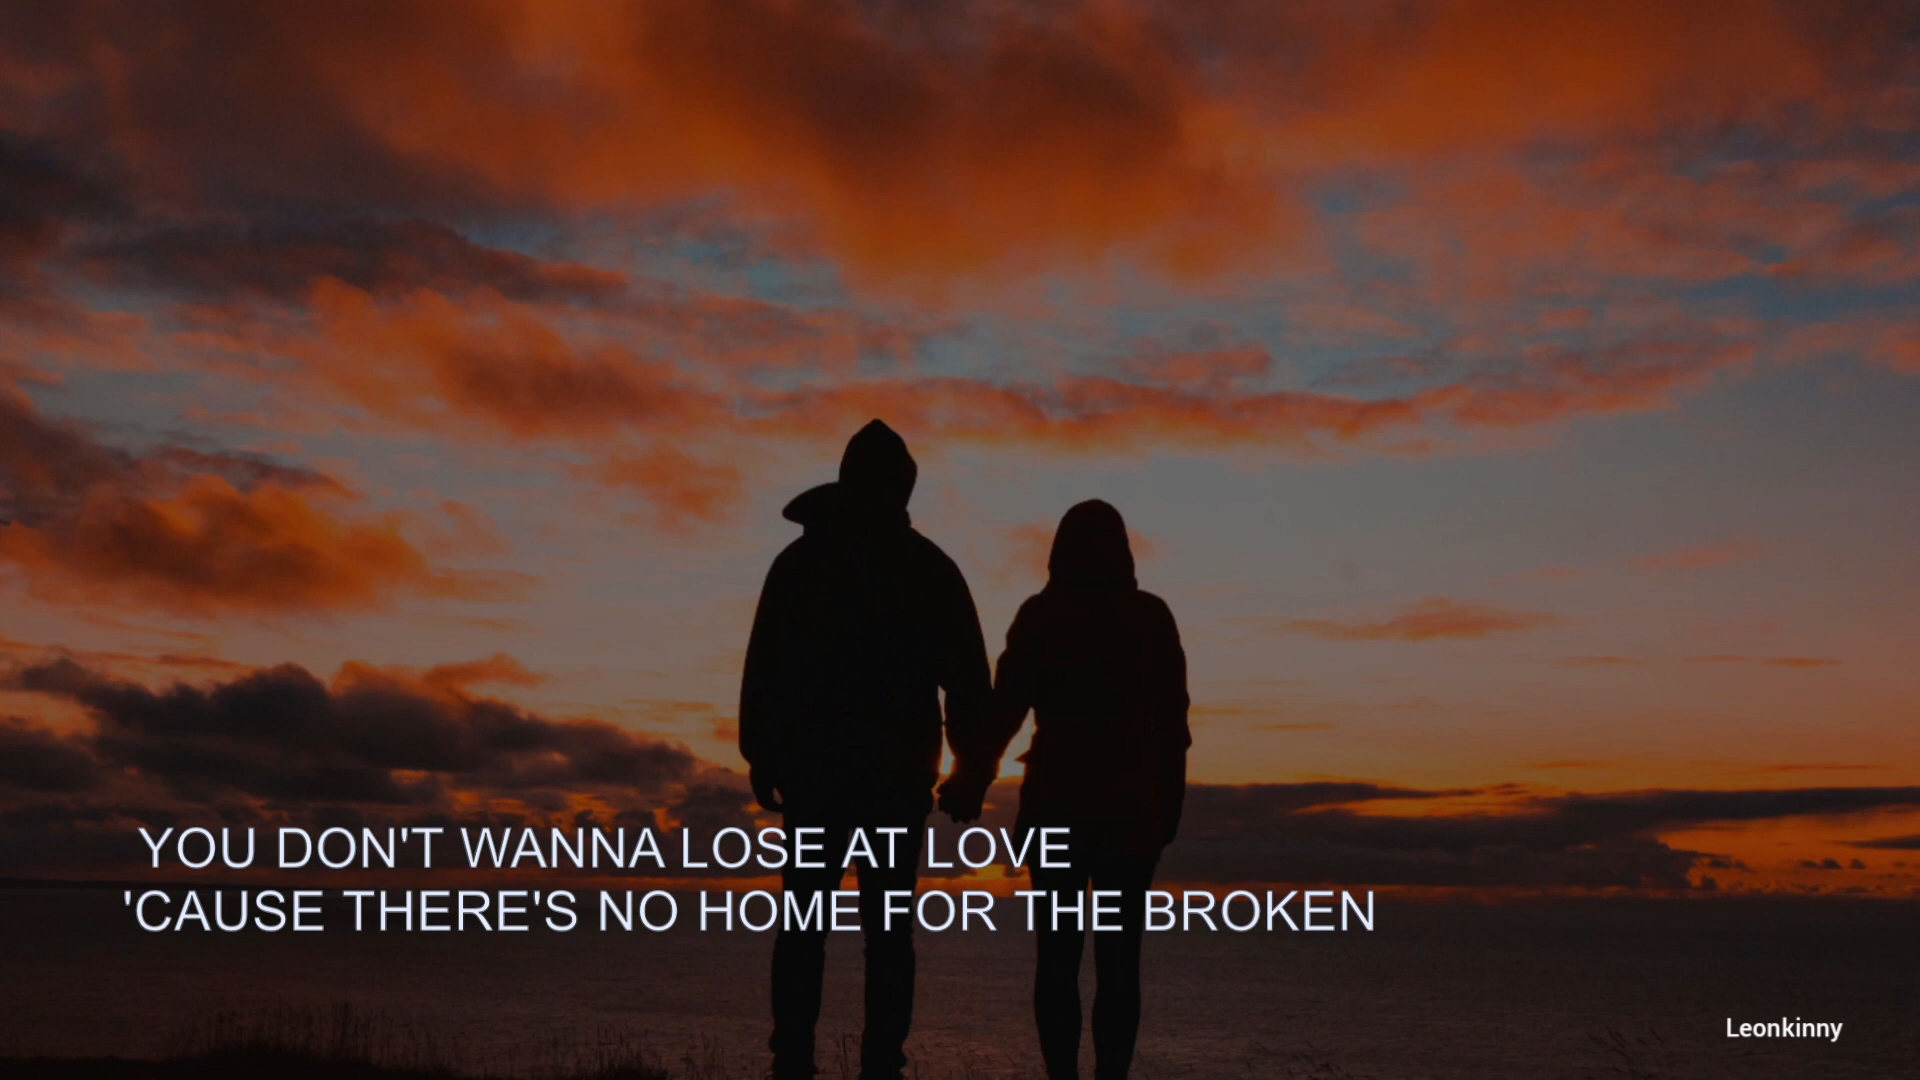 YOU DON'T WANNA LOSE AT LOVE
'CAUSE THERE'S NO HOME FOR THE BROKEN
Leonkinny